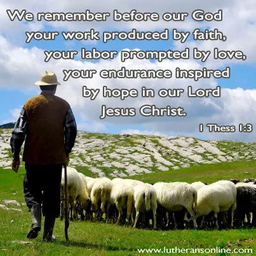 We remember before our God
your work produced by faith,
your labor prompted by love,
your endurance inspired
by hope in our Lord
Jesus Christ.
1 Thess 1:3
www.lutheransonline.com